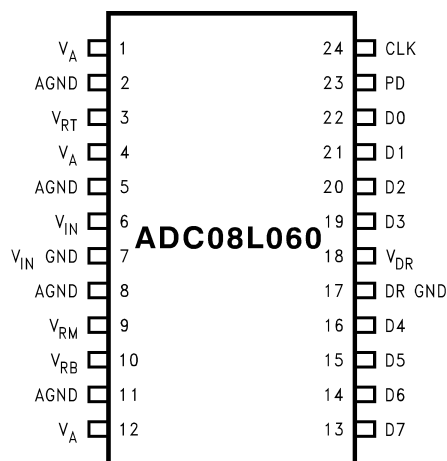 V_A 1 24 CLK
AGND 2 23 PD
V_RT 3 22 D0
V_A 4 21 D1
AGND 5 20 D2
V_IN 6 19 D3
ADC08L060
V_IN GND 7 18 V_DR
AGND 8 17 DR GND
V_RM 9 16 D4
V_RB 10 15 D5
AGND 11 14 D6
V_A 12 13 D7